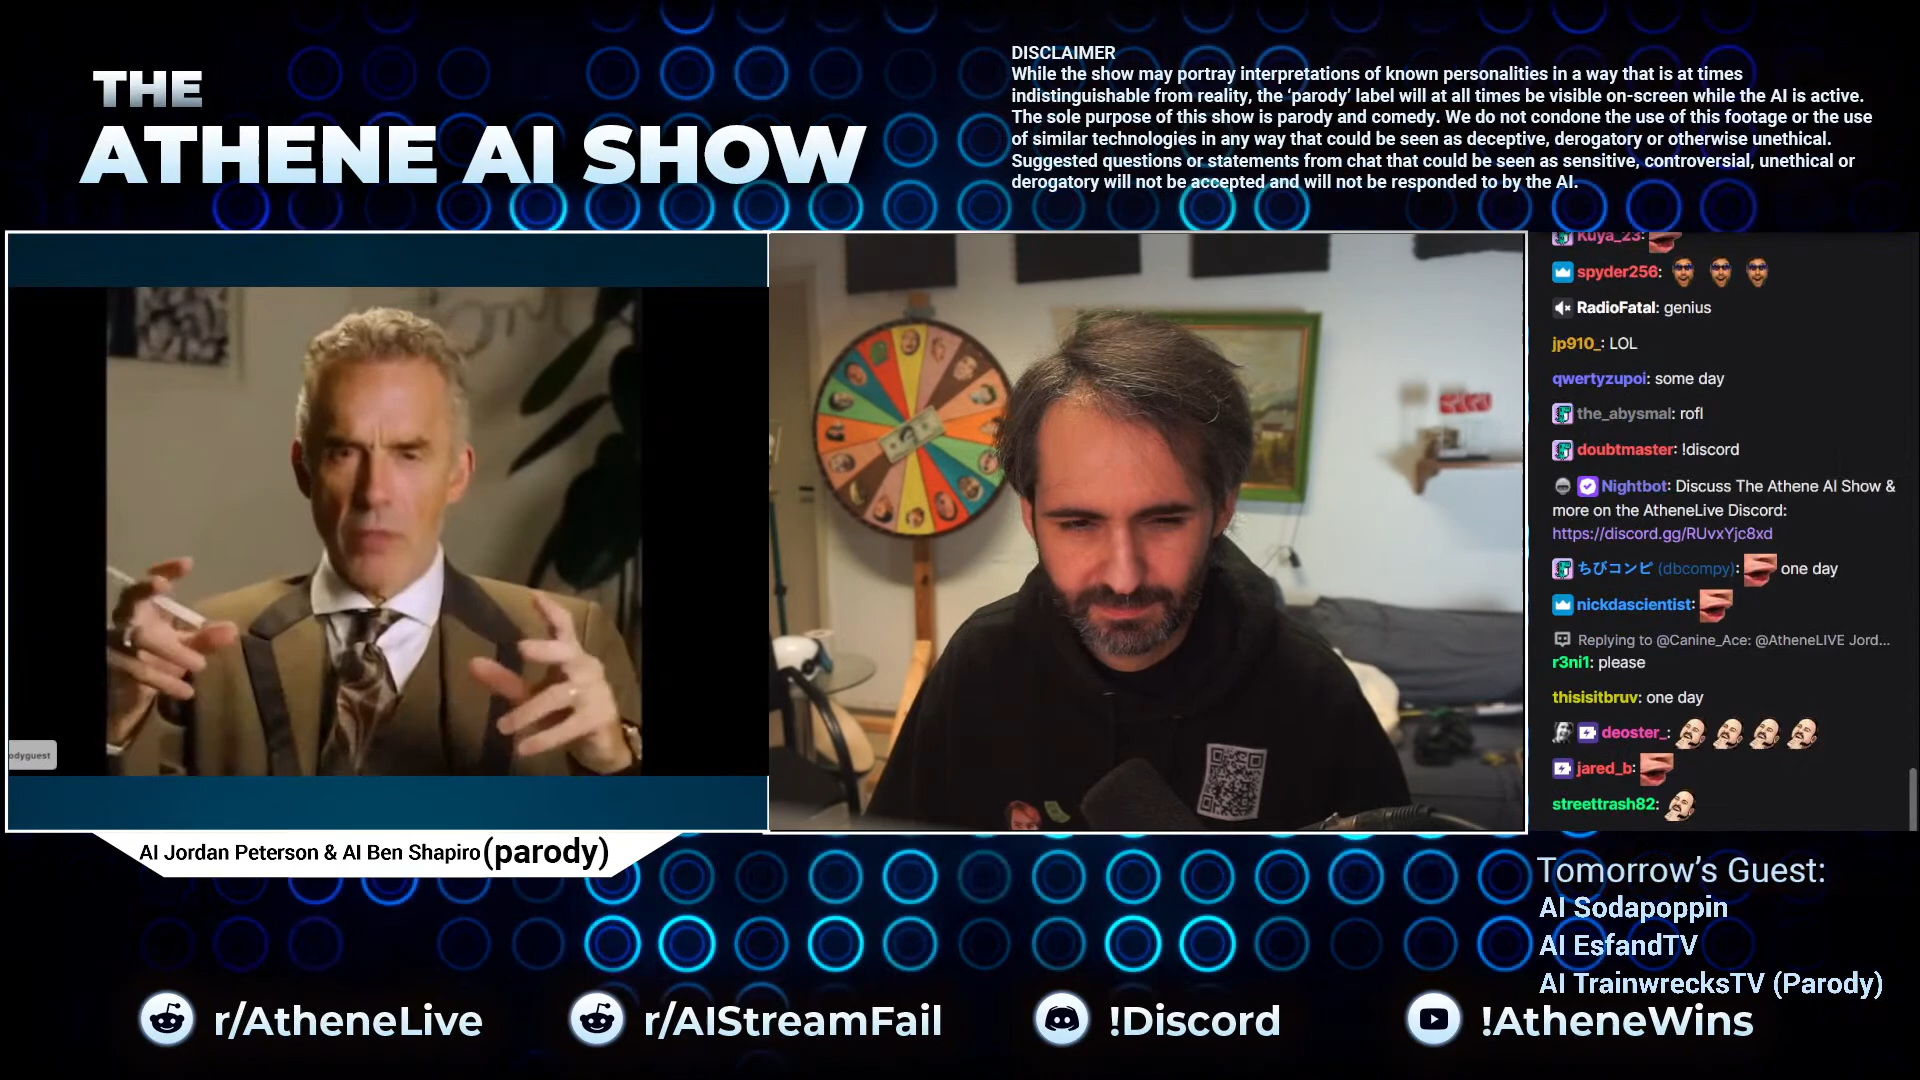 THE
ATHENE AI SHOW
DISCLAIMER
While the show may portray interpretations of known personalities in a way that is at times
indistinguishable from reality, the ‘parody’ label will at all times be visible on-screen while the AI is active.
The sole purpose of this show is parody and comedy. We do not condone the use of this footage or the use
of similar technologies in any way that could be seen as deceptive, derogatory or otherwise unethical.
Suggested questions or statements from chat that could be seen as sensitive, controversial, unethical or
derogatory will not be accepted and will not be responded to by the AI.
odyguest
AI Jordan Peterson & AI Ben Shapiro (parody)
Kuya_23:
spyder256:
RadioFatal: genius
jp910_: LOL
qwertyzupoi: some day
the_abysmal: rofl
doubtmaster: !discord
Nightbot: Discuss The Athene AI Show &
more on the AtheneLive Discord:
https://discord.gg/RUvxYjc8xd
ちびコンピ (dbcompy): one day
nickdascientist:
Replying to @Canine_Ace: @AtheneLIVE Jord...
r3ni1: please
thisisitbruv: one day
deoster_:
jared_b:
streettrash82:
Tomorrow’s Guest:
AI Sodapoppin
AI EsfandTV
AI TrainwrecksTV (Parody)
r/AtheneLive
r/AIStreamFail
!Discord
!AtheneWins